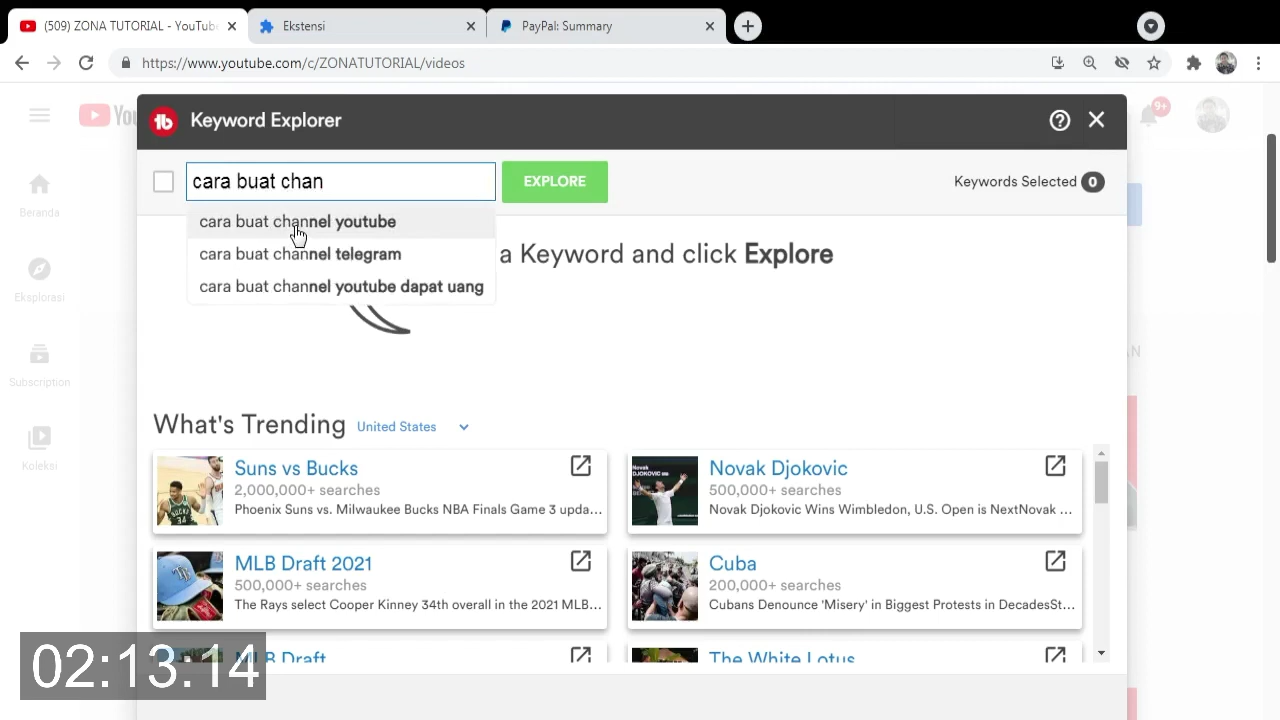 (509) ZONA TUTORIAL - YouTube
Ekstensi
PayPal: Summary
https://www.youtube.com/c/ZONATUTORIAL/videos
Keyword Explorer
cara buat chan
EXPLORE
Keywords Selected 0
cara buat channel youtube
cara buat channel telegram
cara buat channel youtube dapat uang
a Keyword and click Explore
You
9+
Beranda
Eksplorasi
Subscription
Koleksi
AN
What's Trending
United States
Suns vs Bucks
2,000,000+ searches
Phoenix Suns vs. Milwaukee Bucks NBA Finals Game 3 upda...
Novak Djokovic
500,000+ searches
Novak Djokovic Wins Wimbledon, U.S. Open is NextNovak ...
MLB Draft 2021
500,000+ searches
The Rays select Cooper Kinney 34th overall in the 2021 MLB...
Cuba
200,000+ searches
Cubans Denounce 'Misery' in Biggest Protests in DecadesSt...
MLB Draft
The White Lotus
02:13:14